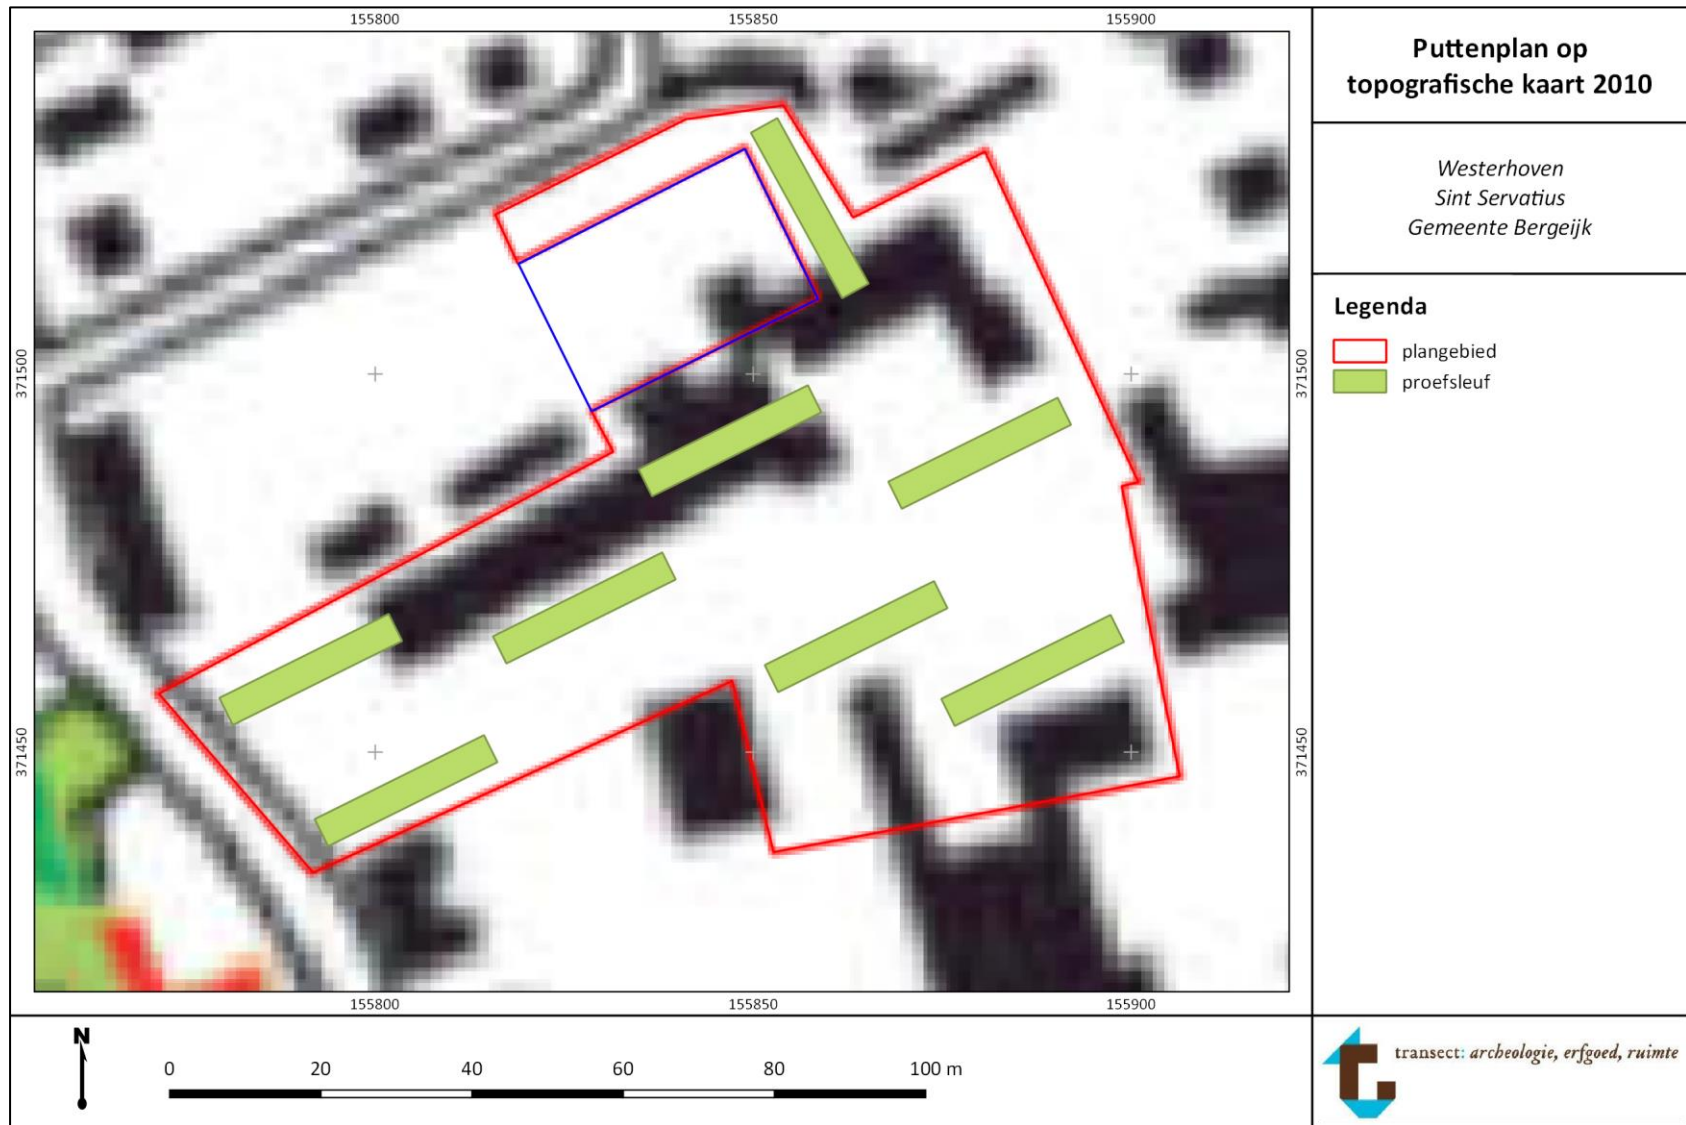 155800 155850 155900
Puttenplan op
topografische kaart 2010
Westerhoven
Sint Servatius
Gemeente Bergeijk
Legenda
plangebied
proefsleuf
371500
371500
371450
371450
155800 155850 155900
N
0 20 40 60 80 100 m
transect: archeologie, erfgoed, ruimte